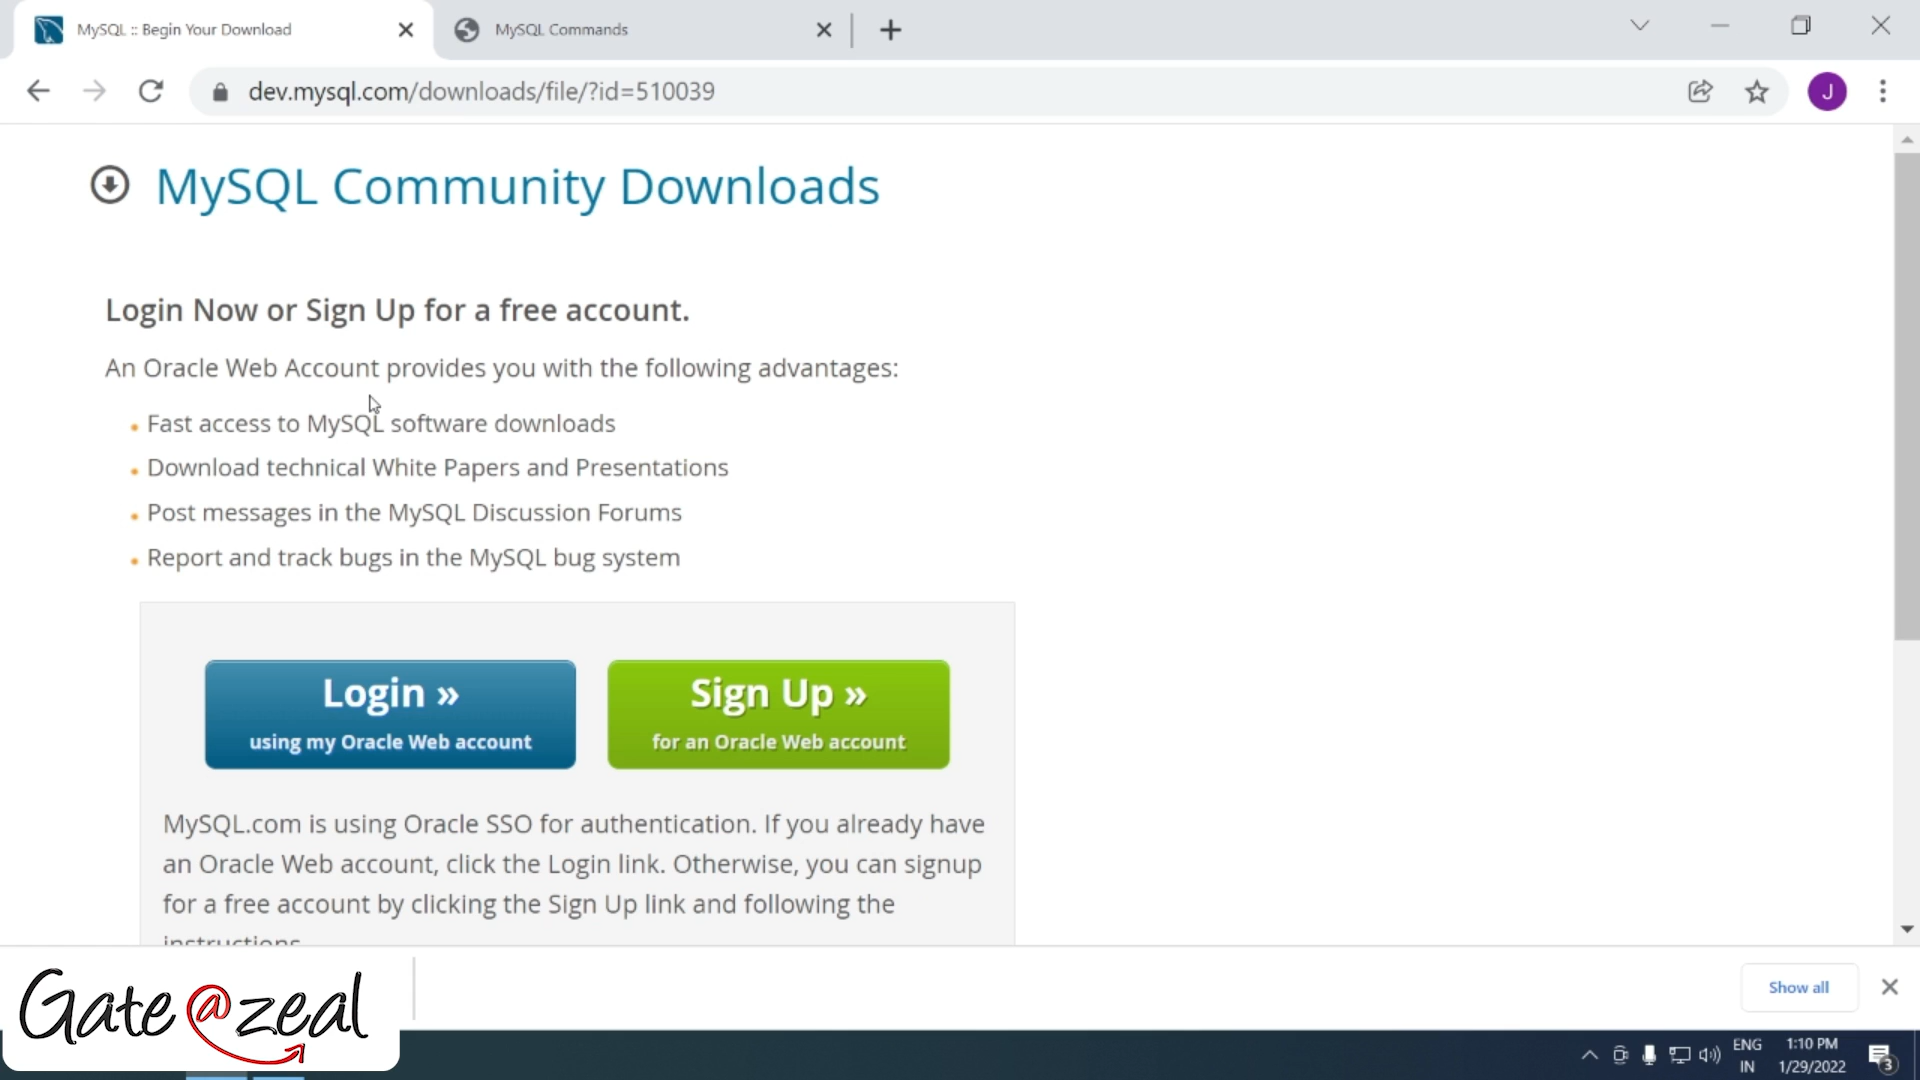 MySQL :: Begin Your Download
MySQL Commands
dev.mysql.com/downloads/file/?id=510039
J
MySQL Community Downloads
Login Now or Sign Up for a free account.
An Oracle Web Account provides you with the following advantages:
• Fast access to MySQL software downloads
• Download technical White Papers and Presentations
• Post messages in the MySQL Discussion Forums
• Report and track bugs in the MySQL bug system
Login »
using my Oracle Web account
Sign Up »
for an Oracle Web account
MySQL.com is using Oracle SSO for authentication. If you already have
an Oracle Web account, click the Login link. Otherwise, you can signup
for a free account by clicking the Sign Up link and following the
instructions.
Gate@zeal
Show all
ENG
IN
1:10 PM
1/29/2022
3